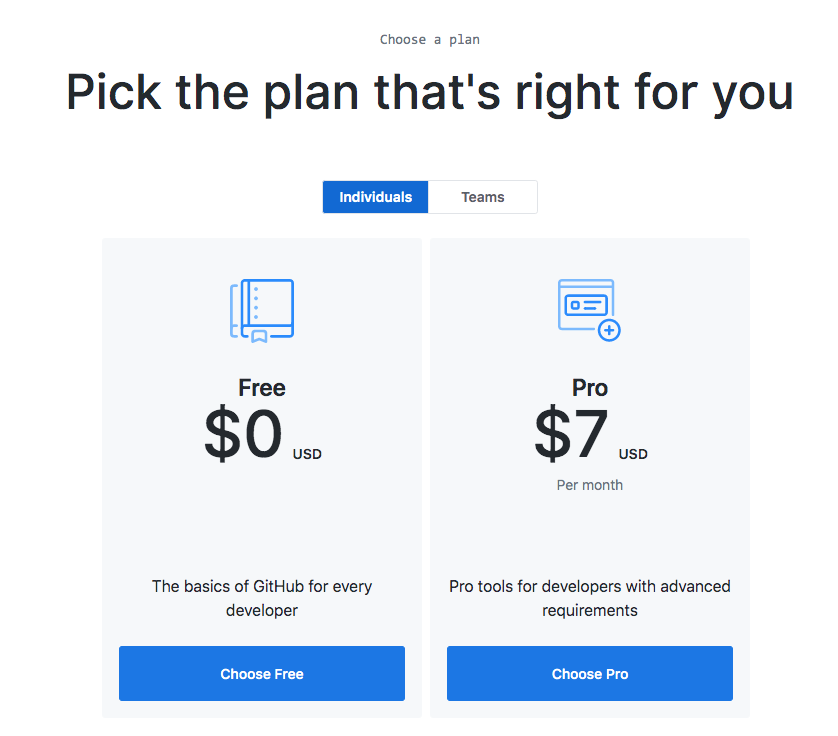 Choose a plan
Pick the plan that's right for you
Individuals
Teams
Free
$0 USD
The basics of GitHub for every
developer
Choose Free
Pro
$7 USD
Per month
Pro tools for developers with advanced
requirements
Choose Pro